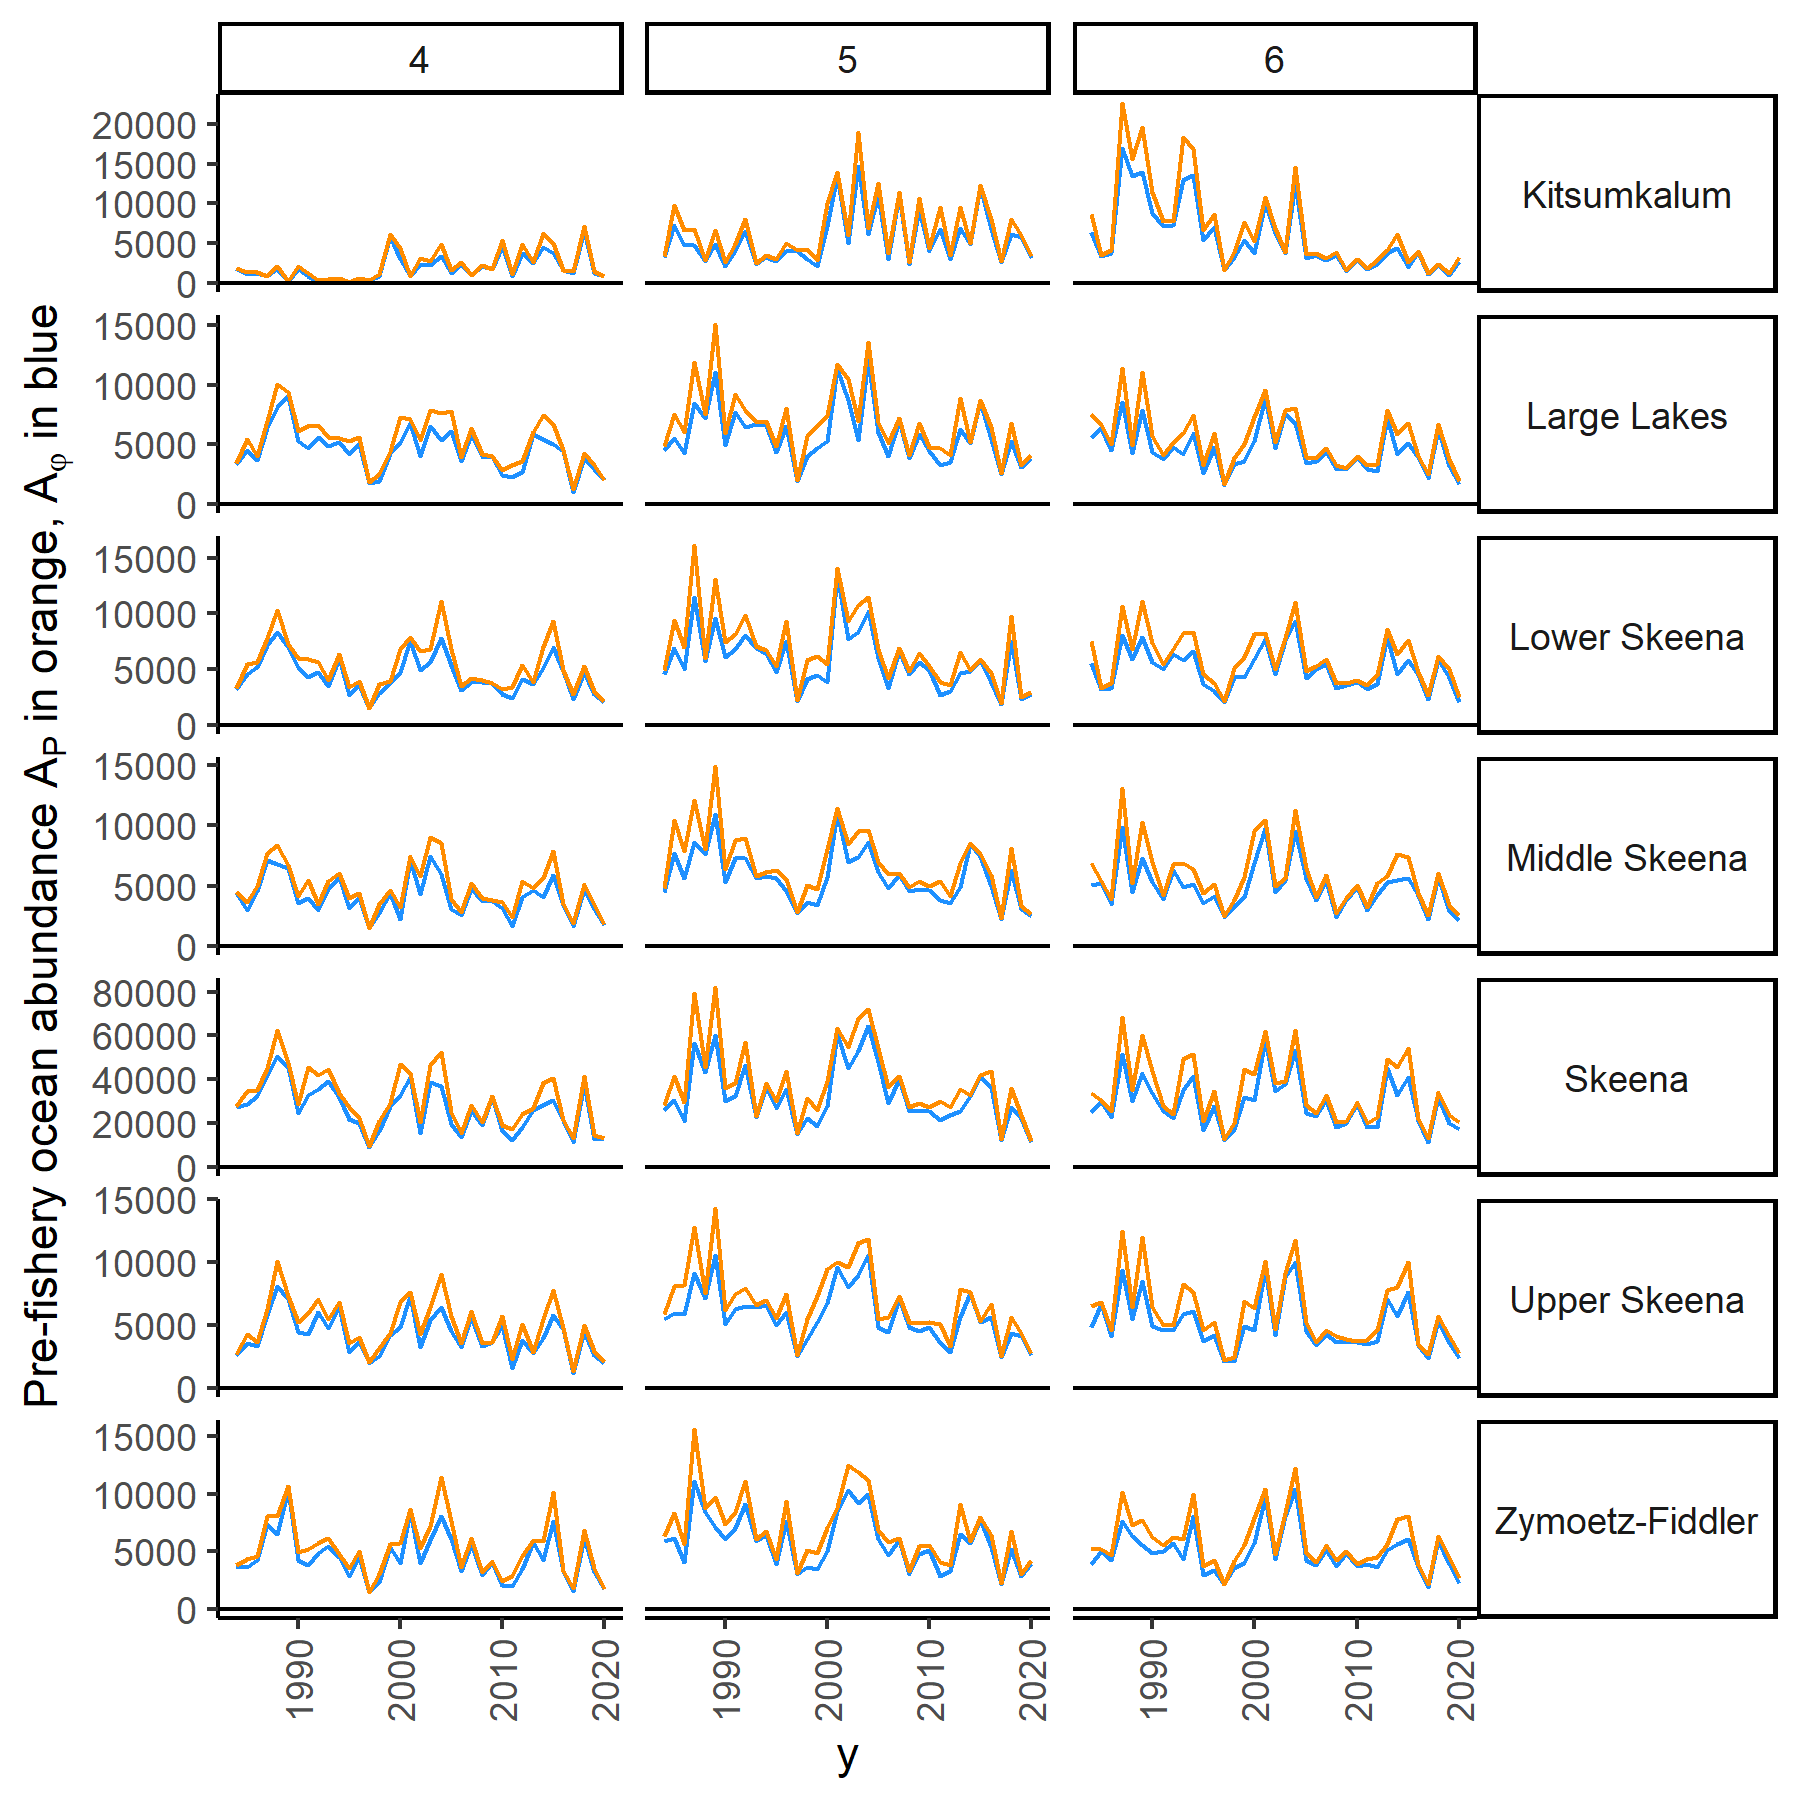 4 5 6
20000
15000
10000
5000
0
Kitsumkalum
15000
10000
5000
0
Large Lakes
15000
10000
5000
0
Lower Skeena
15000
10000
5000
0
Middle Skeena
80000
60000
40000
20000
0
Skeena
15000
10000
5000
0
Upper Skeena
15000
10000
5000
0
Zymoetz-Fiddler
1990 2000 2010 2020 1990 2000 2010 2020 1990 2000 2010 2020
y
Pre-fishery ocean abundance A_P in orange, A_φ in blue